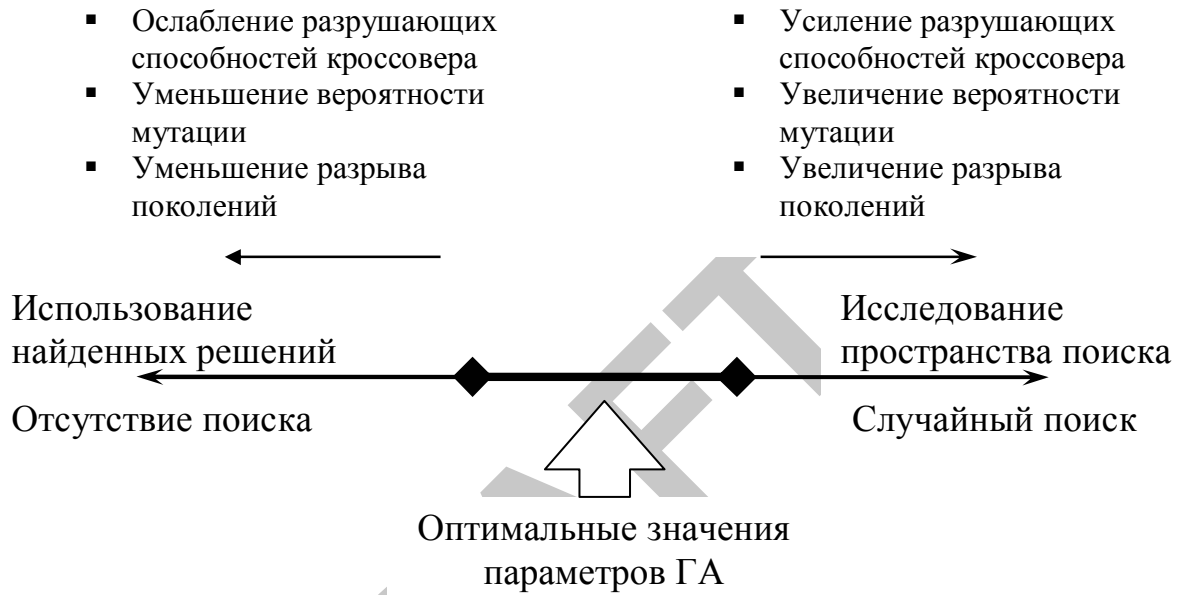 ▪ Ослабление разрушающих
способностей кроссовера
▪ Уменьшение вероятности
мутации
▪ Уменьшение разрыва
поколений
▪ Усиление разрушающих
способностей кроссовера
▪ Увеличение вероятности
мутации
▪ Увеличение разрыва
поколений
Использование
найденных решений
Исследование
пространства поиска
Отсутствие поиска
Случайный поиск
Оптимальные значения
параметров ГА